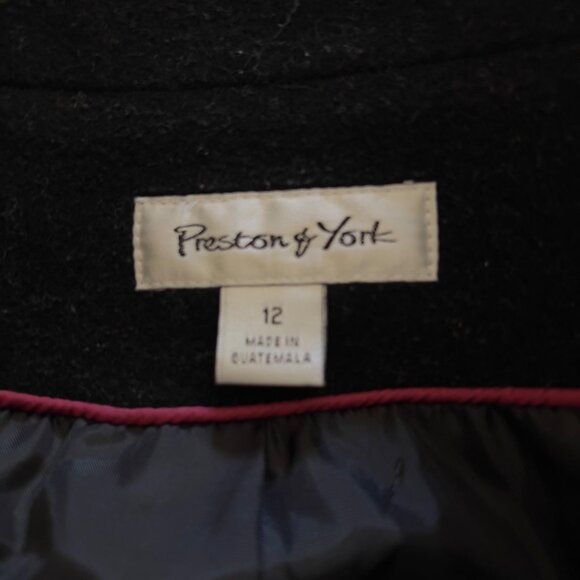 Preston & York
12
MADE IN
GUATEMALA